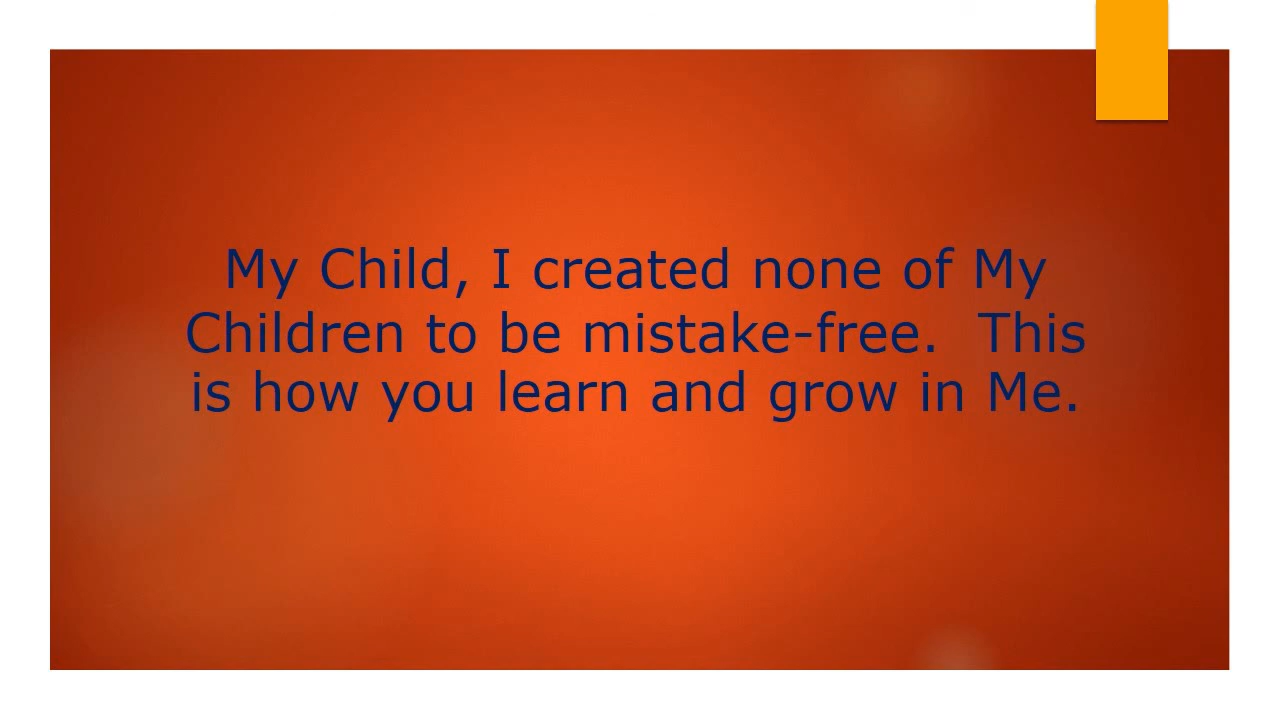 My Child, I created none of My
Children to be mistake-free.  This
is how you learn and grow in Me.